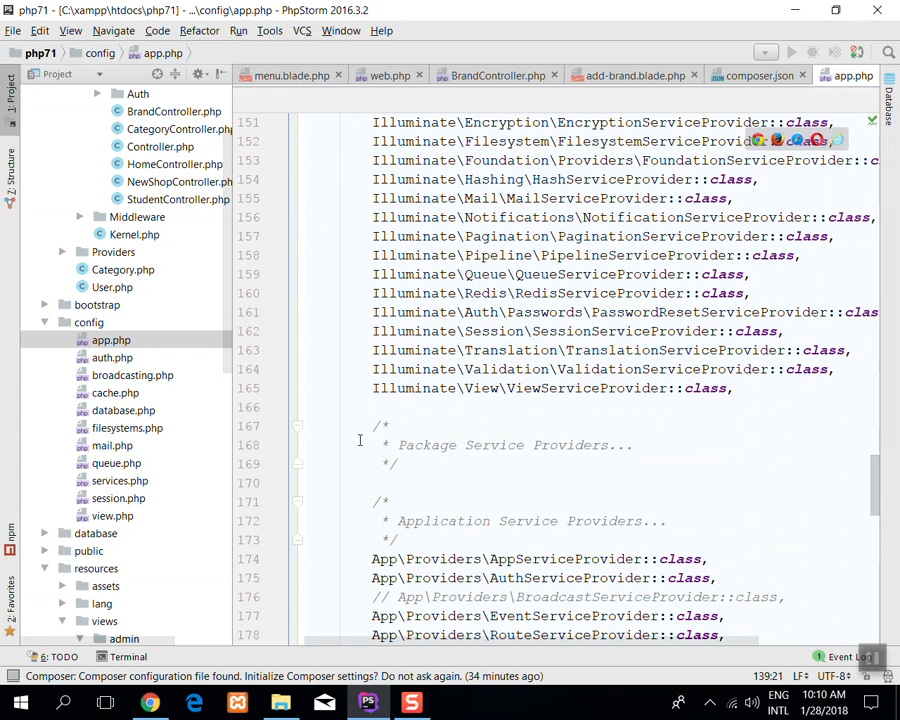 php71 - [C:\xampp\htdocs\php71] - ...\config\app.php - PhpStorm 2016.3.2
File Edit View Navigate Code Refactor Run Tools VCS Window Help
php71 config app.php
Project menu.blade.php web.php BrandController.php add-brand.blade.php composer.json app.php
1: Project
7: Structure
npm
2: Favorites
Database
Auth
BrandController.php
CategoryController.php
Controller.php
HomeController.php
NewShopController.php
StudentController.php
Middleware
Kernel.php
Providers
Category.php
User.php
bootstrap
config
app.php
auth.php
broadcasting.php
cache.php
database.php
filesystems.php
mail.php
queue.php
services.php
session.php
view.php
database
public
resources
assets
lang
views
admin
151 Illuminate\Encryption\EncryptionServiceProvider::class,
152 Illuminate\Filesystem\FilesystemServiceProvider::class,
153 Illuminate\Foundation\Providers\FoundationServiceProvider::c
154 Illuminate\Hashing\HashServiceProvider::class,
155 Illuminate\Mail\MailServiceProvider::class,
156 Illuminate\Notifications\NotificationServiceProvider::class,
157 Illuminate\Pagination\PaginationServiceProvider::class,
158 Illuminate\Pipeline\PipelineServiceProvider::class,
159 Illuminate\Queue\QueueServiceProvider::class,
160 Illuminate\Redis\RedisServiceProvider::class,
161 Illuminate\Auth\Passwords\PasswordResetServiceProvider::clas
162 Illuminate\Session\SessionServiceProvider::class,
163 Illuminate\Translation\TranslationServiceProvider::class,
164 Illuminate\Validation\ValidationServiceProvider::class,
165 Illuminate\View\ViewServiceProvider::class,
166
167 /*
168 * Package Service Providers...
169 */
170
171 /*
172 * Application Service Providers...
173 */
174 App\Providers\AppServiceProvider::class,
175 App\Providers\AuthServiceProvider::class,
176 // App\Providers\BroadcastServiceProvider::class,
177 App\Providers\EventServiceProvider::class,
178 App\Providers\RouteServiceProvider::class,
6: TODO Terminal 1 Event Log
Composer: Composer configuration file found. Initialize Composer settings? Do not ask again. (34 minutes ago) 139:21 LF UTF-8
ENG
INTL
10:10 AM
1/28/2018